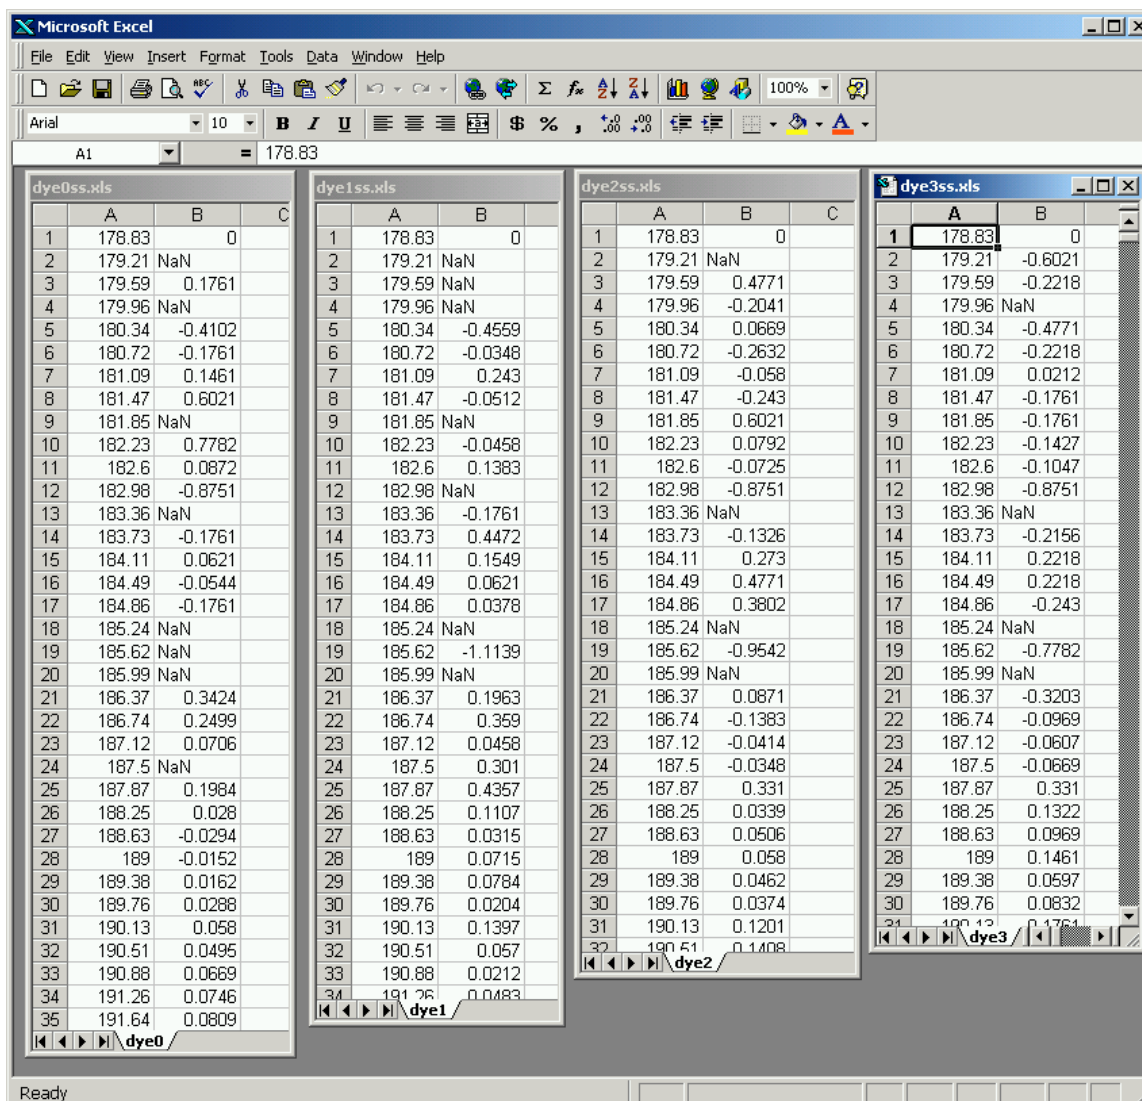 Microsoft Excel
File Edit View Insert Format Tools Data Window Help
100%
Arial 10 B I U $ % ,
A1 = 178.83
dye0ss.xls
A B C
1 178.83 0
2 179.21 NaN
3 179.59 0.1761
4 179.96 NaN
5 180.34 -0.4102
6 180.72 -0.1761
7 181.09 0.1461
8 181.47 0.6021
9 181.85 NaN
10 182.23 0.7782
11 182.6 0.0872
12 182.98 -0.8751
13 183.36 NaN
14 183.73 -0.1761
15 184.11 0.0621
16 184.49 -0.0544
17 184.86 -0.1761
18 185.24 NaN
19 185.62 NaN
20 185.99 NaN
21 186.37 0.3424
22 186.74 0.2499
23 187.12 0.0706
24 187.5 NaN
25 187.87 0.1984
26 188.25 0.028
27 188.63 -0.0294
28 189 -0.0152
29 189.38 0.0162
30 189.76 0.0288
31 190.13 0.058
32 190.51 0.0495
33 190.88 0.0669
34 191.26 0.0746
35 191.64 0.0809
dye0
dye1ss.xls
A B
1 178.83 0
2 179.21 NaN
3 179.59 NaN
4 179.96 NaN
5 180.34 -0.4559
6 180.72 -0.0348
7 181.09 0.243
8 181.47 -0.0512
9 181.85 NaN
10 182.23 -0.0458
11 182.6 0.1383
12 182.98 NaN
13 183.36 -0.1761
14 183.73 0.4472
15 184.11 0.1549
16 184.49 0.0621
17 184.86 0.0378
18 185.24 NaN
19 185.62 -1.1139
20 185.99 NaN
21 186.37 0.1963
22 186.74 0.359
23 187.12 0.0458
24 187.5 0.301
25 187.87 0.4357
26 188.25 0.1107
27 188.63 0.0315
28 189 0.0715
29 189.38 0.0784
30 189.76 0.0204
31 190.13 0.1397
32 190.51 0.057
33 190.88 0.0212
34 191.26 0.0483
dye1
dye2ss.xls
A B C
1 178.83 0
2 179.21 NaN
3 179.59 0.4771
4 179.96 -0.2041
5 180.34 0.0669
6 180.72 -0.2632
7 181.09 -0.058
8 181.47 -0.243
9 181.85 0.6021
10 182.23 0.0792
11 182.6 -0.0725
12 182.98 -0.8751
13 183.36 NaN
14 183.73 -0.1326
15 184.11 0.273
16 184.49 0.4771
17 184.86 0.3802
18 185.24 NaN
19 185.62 -0.9542
20 185.99 NaN
21 186.37 0.0871
22 186.74 -0.1383
23 187.12 -0.0414
24 187.5 -0.0348
25 187.87 0.331
26 188.25 0.0339
27 188.63 0.0506
28 189 0.058
29 189.38 0.0462
30 189.76 0.0374
31 190.13 0.1201
32 190.51 0.1408
dye2
dye3ss.xls
A B
1 178.83 0
2 179.21 -0.6021
3 179.59 -0.2218
4 179.96 NaN
5 180.34 -0.4771
6 180.72 -0.2218
7 181.09 0.0212
8 181.47 -0.1761
9 181.85 -0.1761
10 182.23 -0.1427
11 182.6 -0.1047
12 182.98 -0.8751
13 183.36 NaN
14 183.73 -0.2156
15 184.11 0.2218
16 184.49 0.2218
17 184.86 -0.243
18 185.24 NaN
19 185.62 -0.7782
20 185.99 NaN
21 186.37 -0.3203
22 186.74 -0.0969
23 187.12 -0.0607
24 187.5 -0.0669
25 187.87 0.331
26 188.25 0.1322
27 188.63 0.0969
28 189 0.1461
29 189.38 0.0597
30 189.76 0.0832
31 190.13 0.1761
dye3
Ready